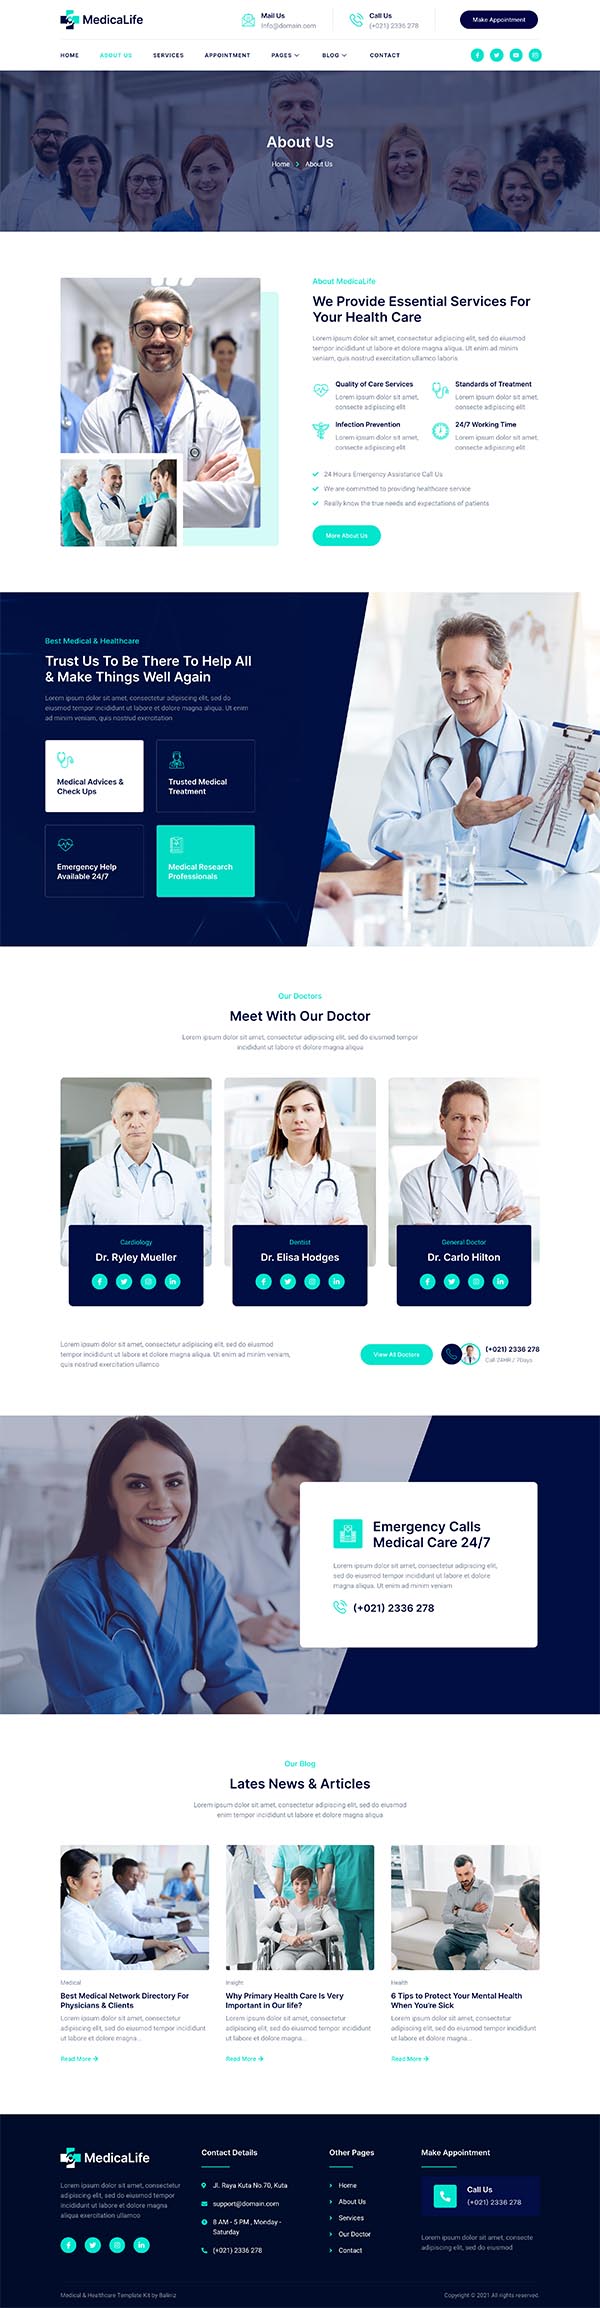 MedicaLife
Mail Us
Info@domain.com
Call Us
(+021) 2336 278
Make Appointment
HOME
ABOUT US
SERVICES
APPOINTMENT
PAGES
BLOG
CONTACT
About Us
Home
About Us
About MedicaLife
We Provide Essential Services For
Your Health Care
Lorem ipsum dolor sit amet, consectetur adipiscing elit, sed do eiusmod
tempor incididunt ut labore et dolore magna aliqua. Ut enim ad minim
veniam, quis nostrud exercitation ullamco laboris
Quality of Care Services
Lorem ipsum dolor sit amet,
consecte adipiscing elit
Standards of Treatment
Lorem ipsum dolor sit amet,
consectetur adipiscing elit
Infection Prevention
Lorem ipsum dolor sit amet,
consecte adipiscing elit
24/7 Working Time
Lorem ipsum dolor sit amet,
consectetur adipiscing elit
24 Hours Emergency Assistance Call Us
We are committed to providing healthcare service
Really know the true needs and expectations of patients
More About Us
Best Medical & Healthcare
Trust Us To Be There To Help All
& Make Things Well Again
Lorem ipsum dolor sit amet, consectetur adipiscing elit, sed do
eiusmod tempor incididunt ut labore et dolore magna aliqua. Ut enim
ad minim veniam, quis nostrud exercitation
Medical Advices &
Check Ups
Trusted Medical
Treatment
Emergency Help
Available 24/7
Medical Research
Professionals
Our Doctors
Meet With Our Doctor
Lorem ipsum dolor sit amet, consectetur adipiscing elit, sed do eiusmod tempor
incididunt ut labore et dolore magna aliqua
Cardiology
Dr. Ryley Mueller
Dentist
Dr. Elisa Hodges
General Doctor
Dr. Carlo Hilton
Lorem ipsum dolor sit amet, consectetur adipiscing elit, sed do eiusmod
tempor incididunt ut labore et dolore magna aliqua. Ut enim ad minim veniam,
quis nostrud exercitation ullamco
View All Doctors
(+021) 2336 278
Call 24HR / 7Days
Emergency Calls
Medical Care 24/7
Lorem ipsum dolor sit amet, consectetur adipiscing elit, sed do
eiusmod tempor incididunt ut labore et dolore
magna aliqua. Ut enim ad minim veniam
(+021) 2336 278
Our Blog
Lates News & Articles
Lorem ipsum dolor sit amet, consectetur adipiscing elit, sed do eiusmod
enim tempor incididunt ut labore et dolore magna aliqua
Medical
Best Medical Network Directory For
Physicians & Clients
Lorem ipsum dolor sit amet, consectetur
adipiscing elit, sed do eiusmod tempor incididunt
ut labore et dolore magna...
Read More
Insight
Why Primary Health Care Is Very
Important in Our life?
Lorem ipsum dolor sit amet, consectetur
adipiscing elit, sed do eiusmod tempor incididunt
ut labore et dolore magna...
Read More
Health
6 Tips to Protect Your Mental Health
When You're Sick
Lorem ipsum dolor sit amet, consectetur
adipiscing elit, sed do eiusmod tempor incididunt
ut labore et dolore magna...
Read More
MedicaLife
Lorem ipsum dolor sit amet, consectetur
adipiscing elit, sed do eiusmod tempor
incididunt ut labore et dolore magna
aliquam erat exercitation
Contact Details
Jl. Raya Kuta No.70, Kuta
support@domain.com
8 AM - 5 PM , Monday -
Saturday
(+021) 2336 278
Other Pages
Home
About Us
Services
Our Doctor
Contact
Make Appointment
Call Us
(+021) 2336 278
Lorem ipsum dolor sit amet, consecte
adipiscing elit, sed do eiusmod
Medical & Healthcare Template Kit by Baliniz
Copyright © 2021 All rights reserved.